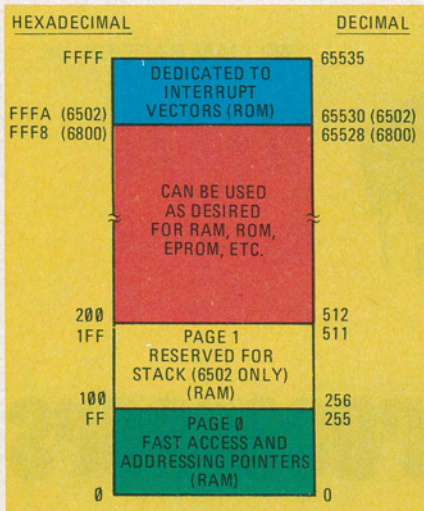 HEXADECIMAL DECIMAL
FFFF 65535
DEDICATED TO
INTERRUPT
VECTORS (ROM)
FFFA (6502) 65530 (6502)
FFF8 (6800) 65528 (6800)
CAN BE USED
AS DESIRED
FOR RAM, ROM,
EPROM, ETC.
200 512
1FF 511
PAGE 1
RESERVED FOR
STACK (6502 ONLY)
(RAM)
100 256
FF 255
PAGE 0
FAST ACCESS AND
ADDRESSING POINTERS
(RAM)
0 0